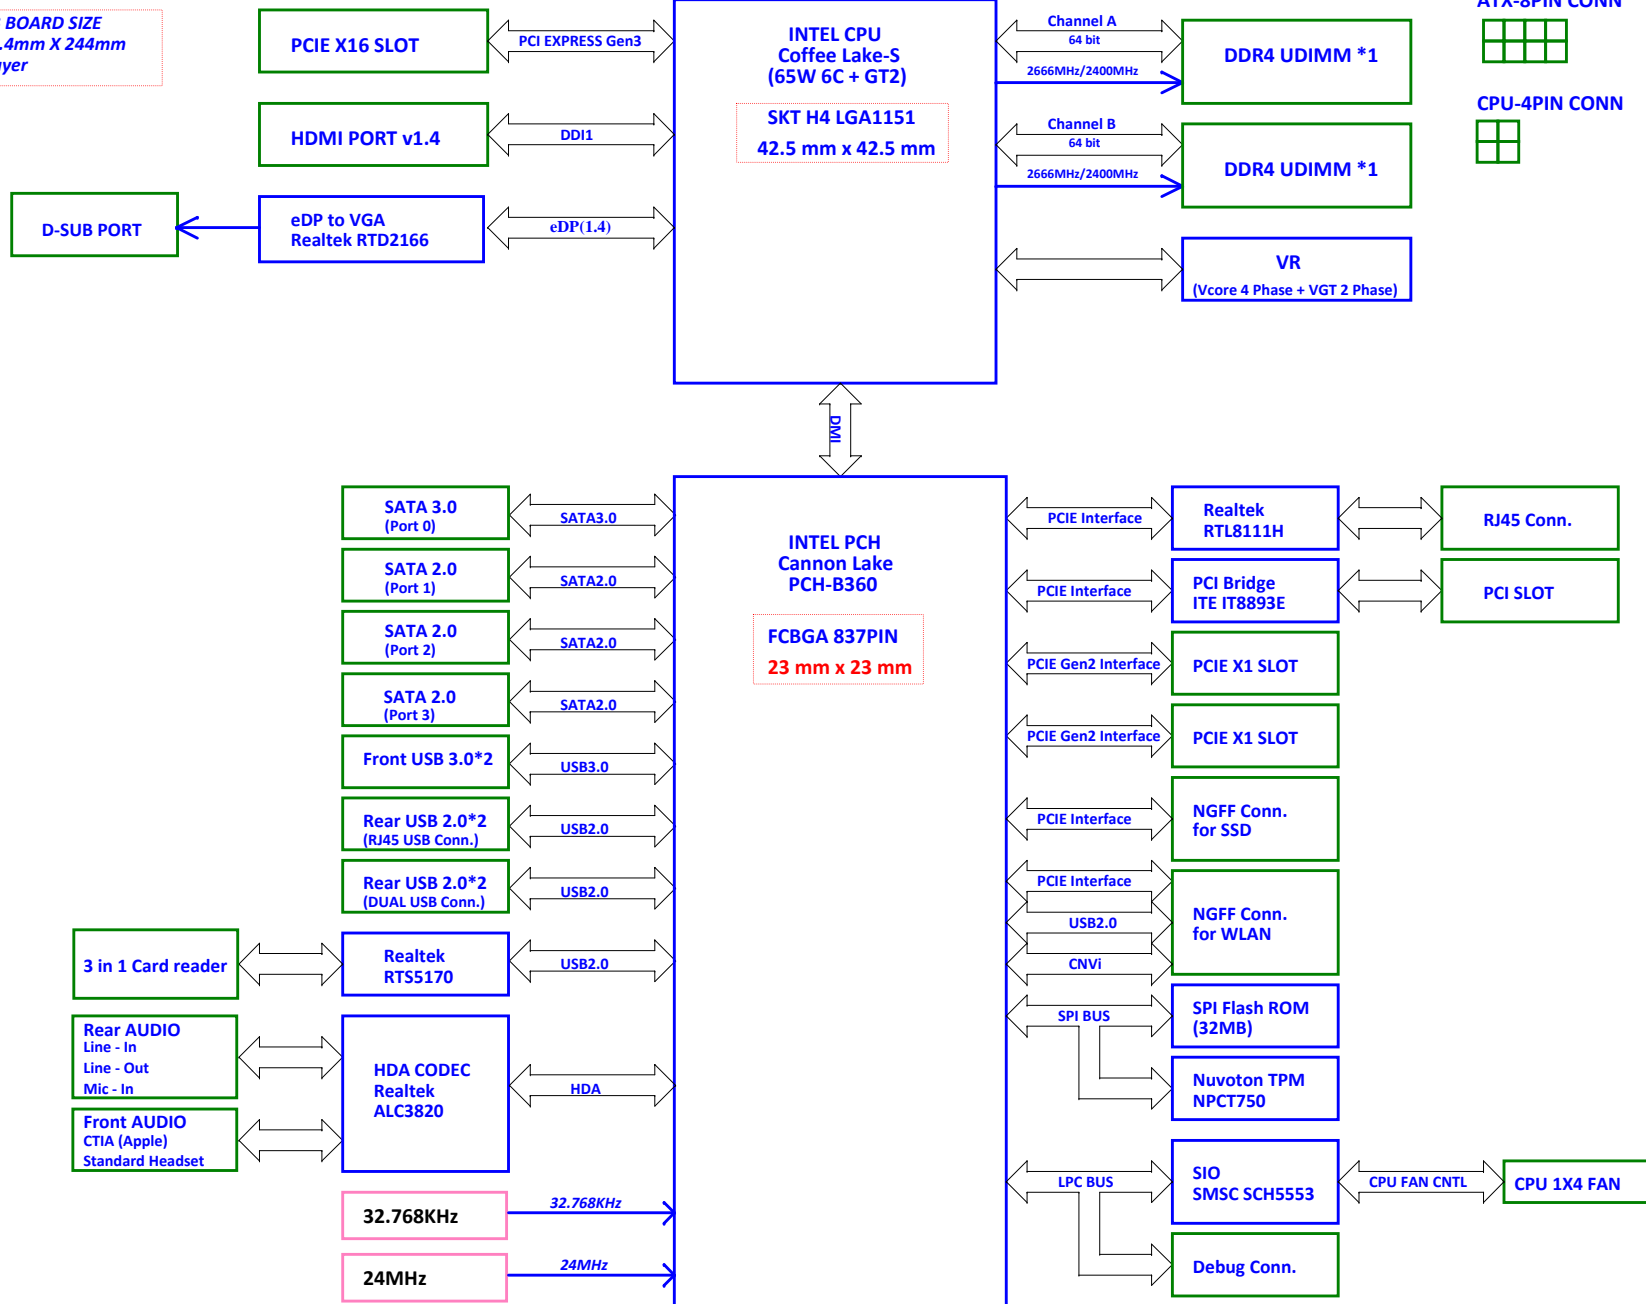 BOARD SIZE
.4mm X 244mm
PCIE X16 SLOT
PCI EXPRESS Gen3
INTEL CPU
Coffee Lake-S
(65W 6C + GT2)
SKT H4 LGA1151
42.5 mm x 42.5 mm
Channel A
64 bit
2666MHz/2400MHz
DDR4 UDIMM *1
ATX-8PIN CONN
HDMI PORT v1.4
DDI1
Channel B
64 bit
2666MHz/2400MHz
DDR4 UDIMM *1
CPU-4PIN CONN
D-SUB PORT
eDP to VGA
Realtek RTD2166
eDP(1.4)
VR
(Vcore 4 Phase + VGT 2 Phase)
DMI
INTEL PCH
Cannon Lake
PCH-B360
FCBGA 837PIN
23 mm x 23 mm
SATA 3.0
(Port 0)
SATA3.0
SATA 2.0
(Port 1)
SATA2.0
SATA 2.0
(Port 2)
SATA2.0
SATA 2.0
(Port 3)
SATA2.0
Front USB 3.0*2
USB3.0
Rear USB 2.0*2
(RJ45 USB Conn.)
USB2.0
Rear USB 2.0*2
(DUAL USB Conn.)
USB2.0
3 in 1 Card reader
Realtek
RTS5170
USB2.0
Rear AUDIO
Line - In
Line - Out
Mic - In
Front AUDIO
CTIA (Apple)
Standard Headset
HDA CODEC
Realtek
ALC3820
HDA
32.768KHz
32.768KHz
24MHz
24MHz
PCIE Interface
Realtek
RTL8111H
RJ45 Conn.
PCIE Interface
PCI Bridge
ITE IT8893E
PCI SLOT
PCIE Gen2 Interface
PCIE X1 SLOT
PCIE Gen2 Interface
PCIE X1 SLOT
PCIE Interface
NGFF Conn.
for SSD
PCIE Interface
USB2.0
CNVi
NGFF Conn.
for WLAN
SPI BUS
SPI Flash ROM
(32MB)
Nuvoton TPM
NPCT750
LPC BUS
SIO
SMSC SCH5553
CPU FAN CNTL
CPU 1X4 FAN
Debug Conn.